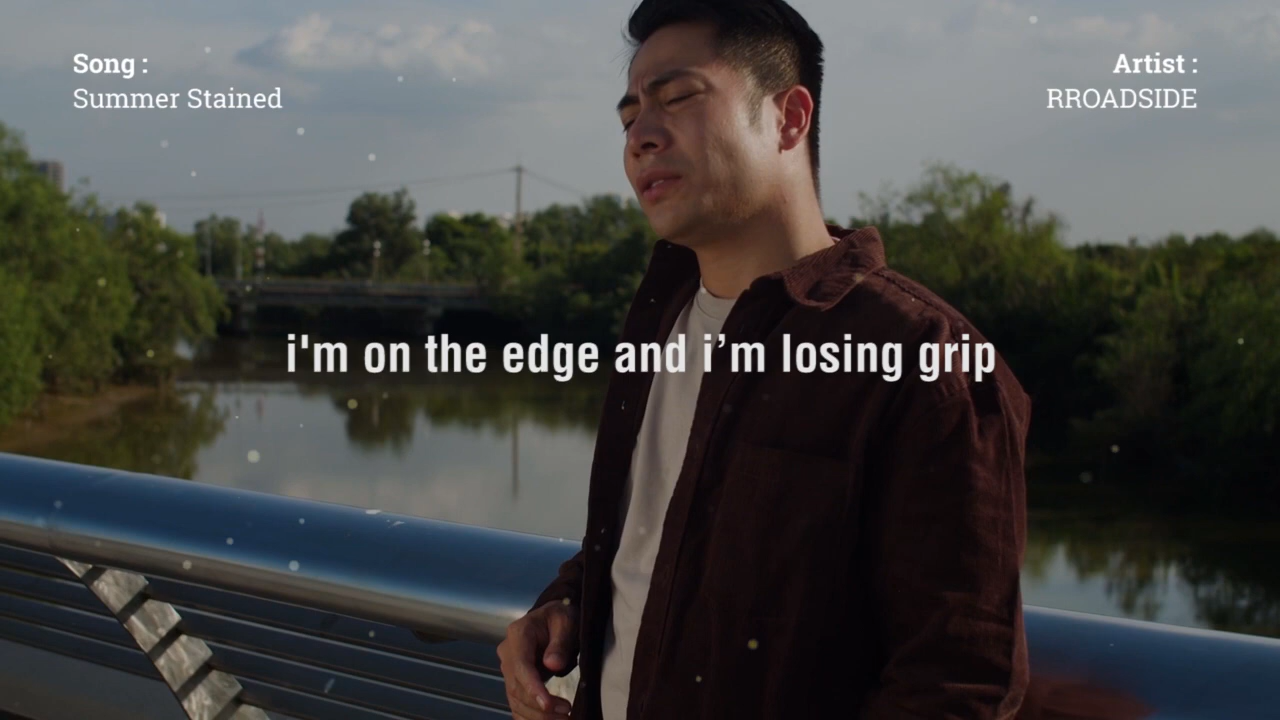 Song :
Summer Stained
Artist :
RROADSIDE
i'm on the edge and i’m losing grip